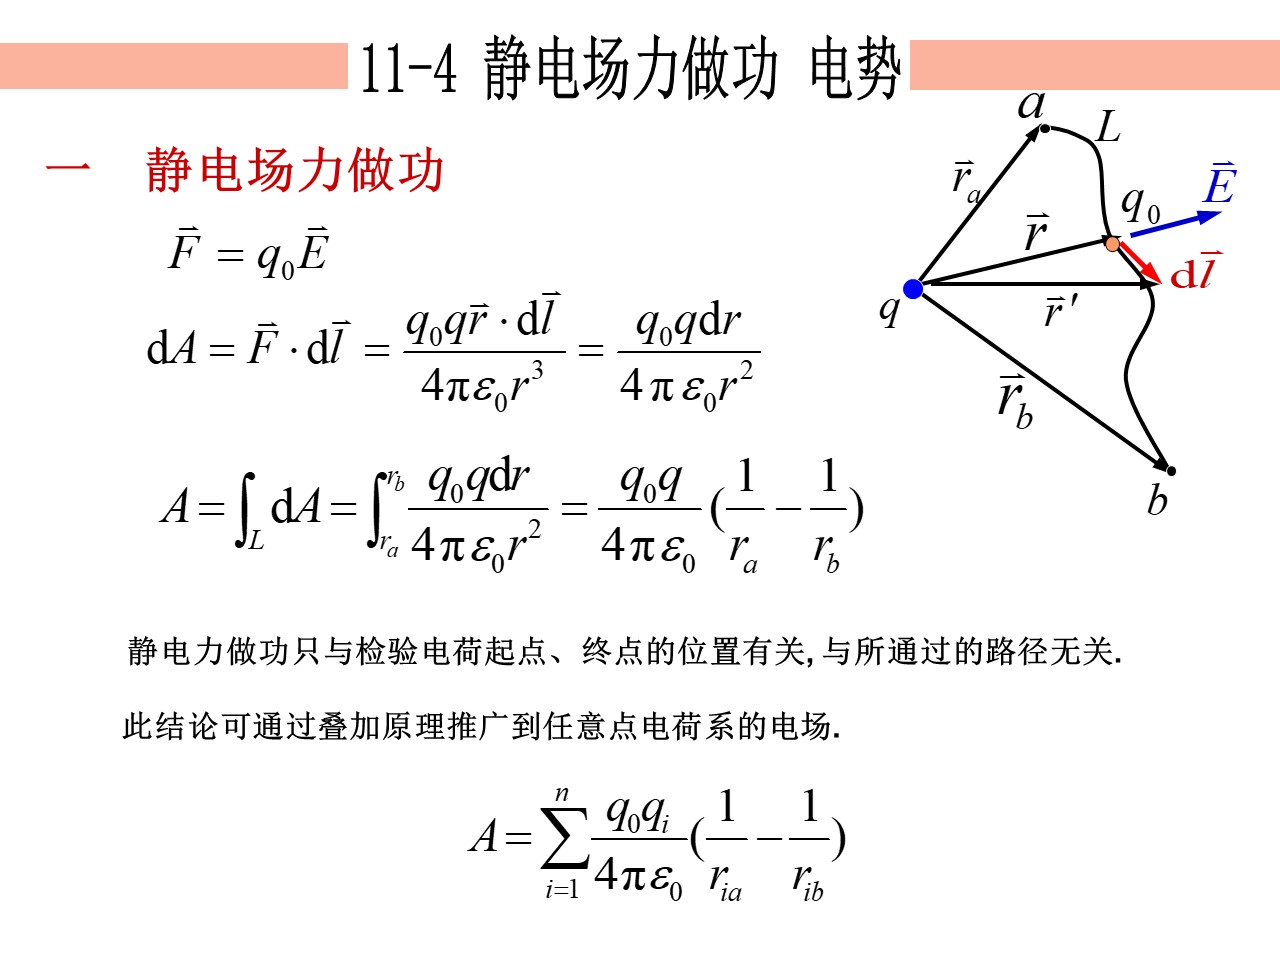 11-4 静电场力做功 电势
一 静电场力做功
$\vec{F} = q_0\vec{E}$
$\mathrm{d}A = \vec{F} \cdot \mathrm{d}\vec{l} = \frac{q_0 q\vec{r} \cdot \mathrm{d}\vec{l}}{4\pi\varepsilon_0 r^3} = \frac{q_0 q\mathrm{d}r}{4\pi\varepsilon_0 r^2}$
$A = \int_L \mathrm{d}A = \int_{r_a}^{r_b} \frac{q_0 q\mathrm{d}r}{4\pi\varepsilon_0 r^2} = \frac{q_0 q}{4\pi\varepsilon_0}(\frac{1}{r_a} - \frac{1}{r_b})$
a
L
$\vec{r}_a$
$q_0$
$\vec{E}$
$\vec{r}$
$\mathrm{d}\vec{l}$
q
$\vec{r}\,'$
$\vec{r}_b$
b
静电力做功只与检验电荷起点、终点的位置有关,与所通过的路径无关.
此结论可通过叠加原理推广到任意点电荷系的电场.
$A = \sum_{i=1}^{n} \frac{q_0 q_i}{4\pi\varepsilon_0}(\frac{1}{r_{ia}} - \frac{1}{r_{ib}})$